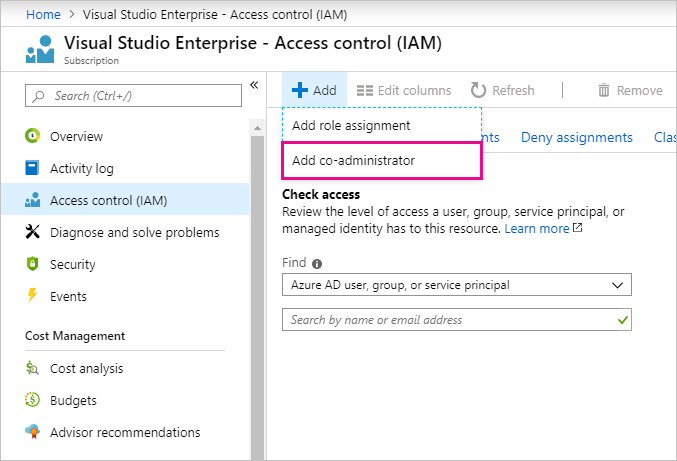 Home > Visual Studio Enterprise - Access control (IAM)
Visual Studio Enterprise - Access control (IAM)
Subscription
Search (Ctrl+/)
«
Overview
Activity log
Access control (IAM)
Diagnose and solve problems
Security
Events
Cost Management
Cost analysis
Budgets
Advisor recommendations
Add Edit columns Refresh Remove
Add role assignment
Add co-administrator
nts Deny assignments Clas
Check access
Review the level of access a user, group, service principal, or
managed identity has to this resource. Learn more
Find
Azure AD user, group, or service principal
Search by name or email address